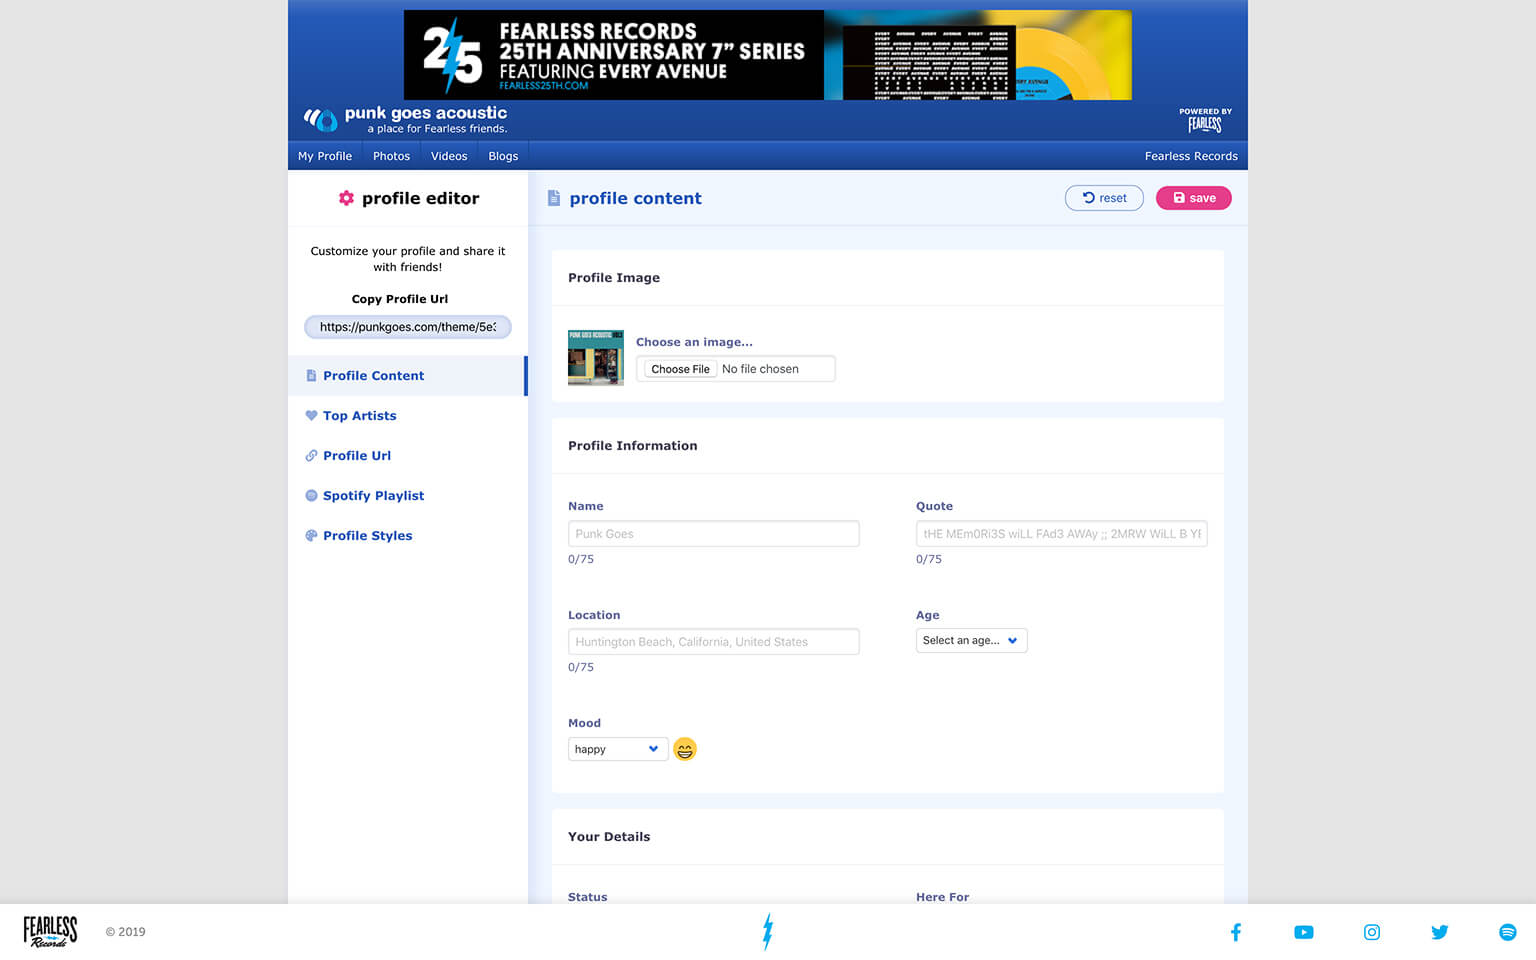 25
FEARLESS RECORDS
25TH ANNIVERSARY 7” SERIES
FEATURING EVERY AVENUE
FEARLESS25TH.COM
punk goes acoustic
a place for Fearless friends.
POWERED BY
FEARLESS
My Profile Photos Videos Blogs Fearless Records
profile editor
Customize your profile and share it
with friends!
Copy Profile Url
https://punkgoes.com/theme/5e3
Profile Content
Top Artists
Profile Url
Spotify Playlist
Profile Styles
profile content
reset
save
Profile Image
PUNK GOES ACOUSTIC
Choose an image...
Choose File No file chosen
Profile Information
Name Quote
Punk Goes tHE MEm0Ri3S wiLL FAd3 AWAy ;; 2MRW WiLL B YE
0/75 0/75
Location Age
Huntington Beach, California, United States Select an age...
0/75
Mood
happy
Your Details
Status Here For
FEARLESS
Records
© 2019